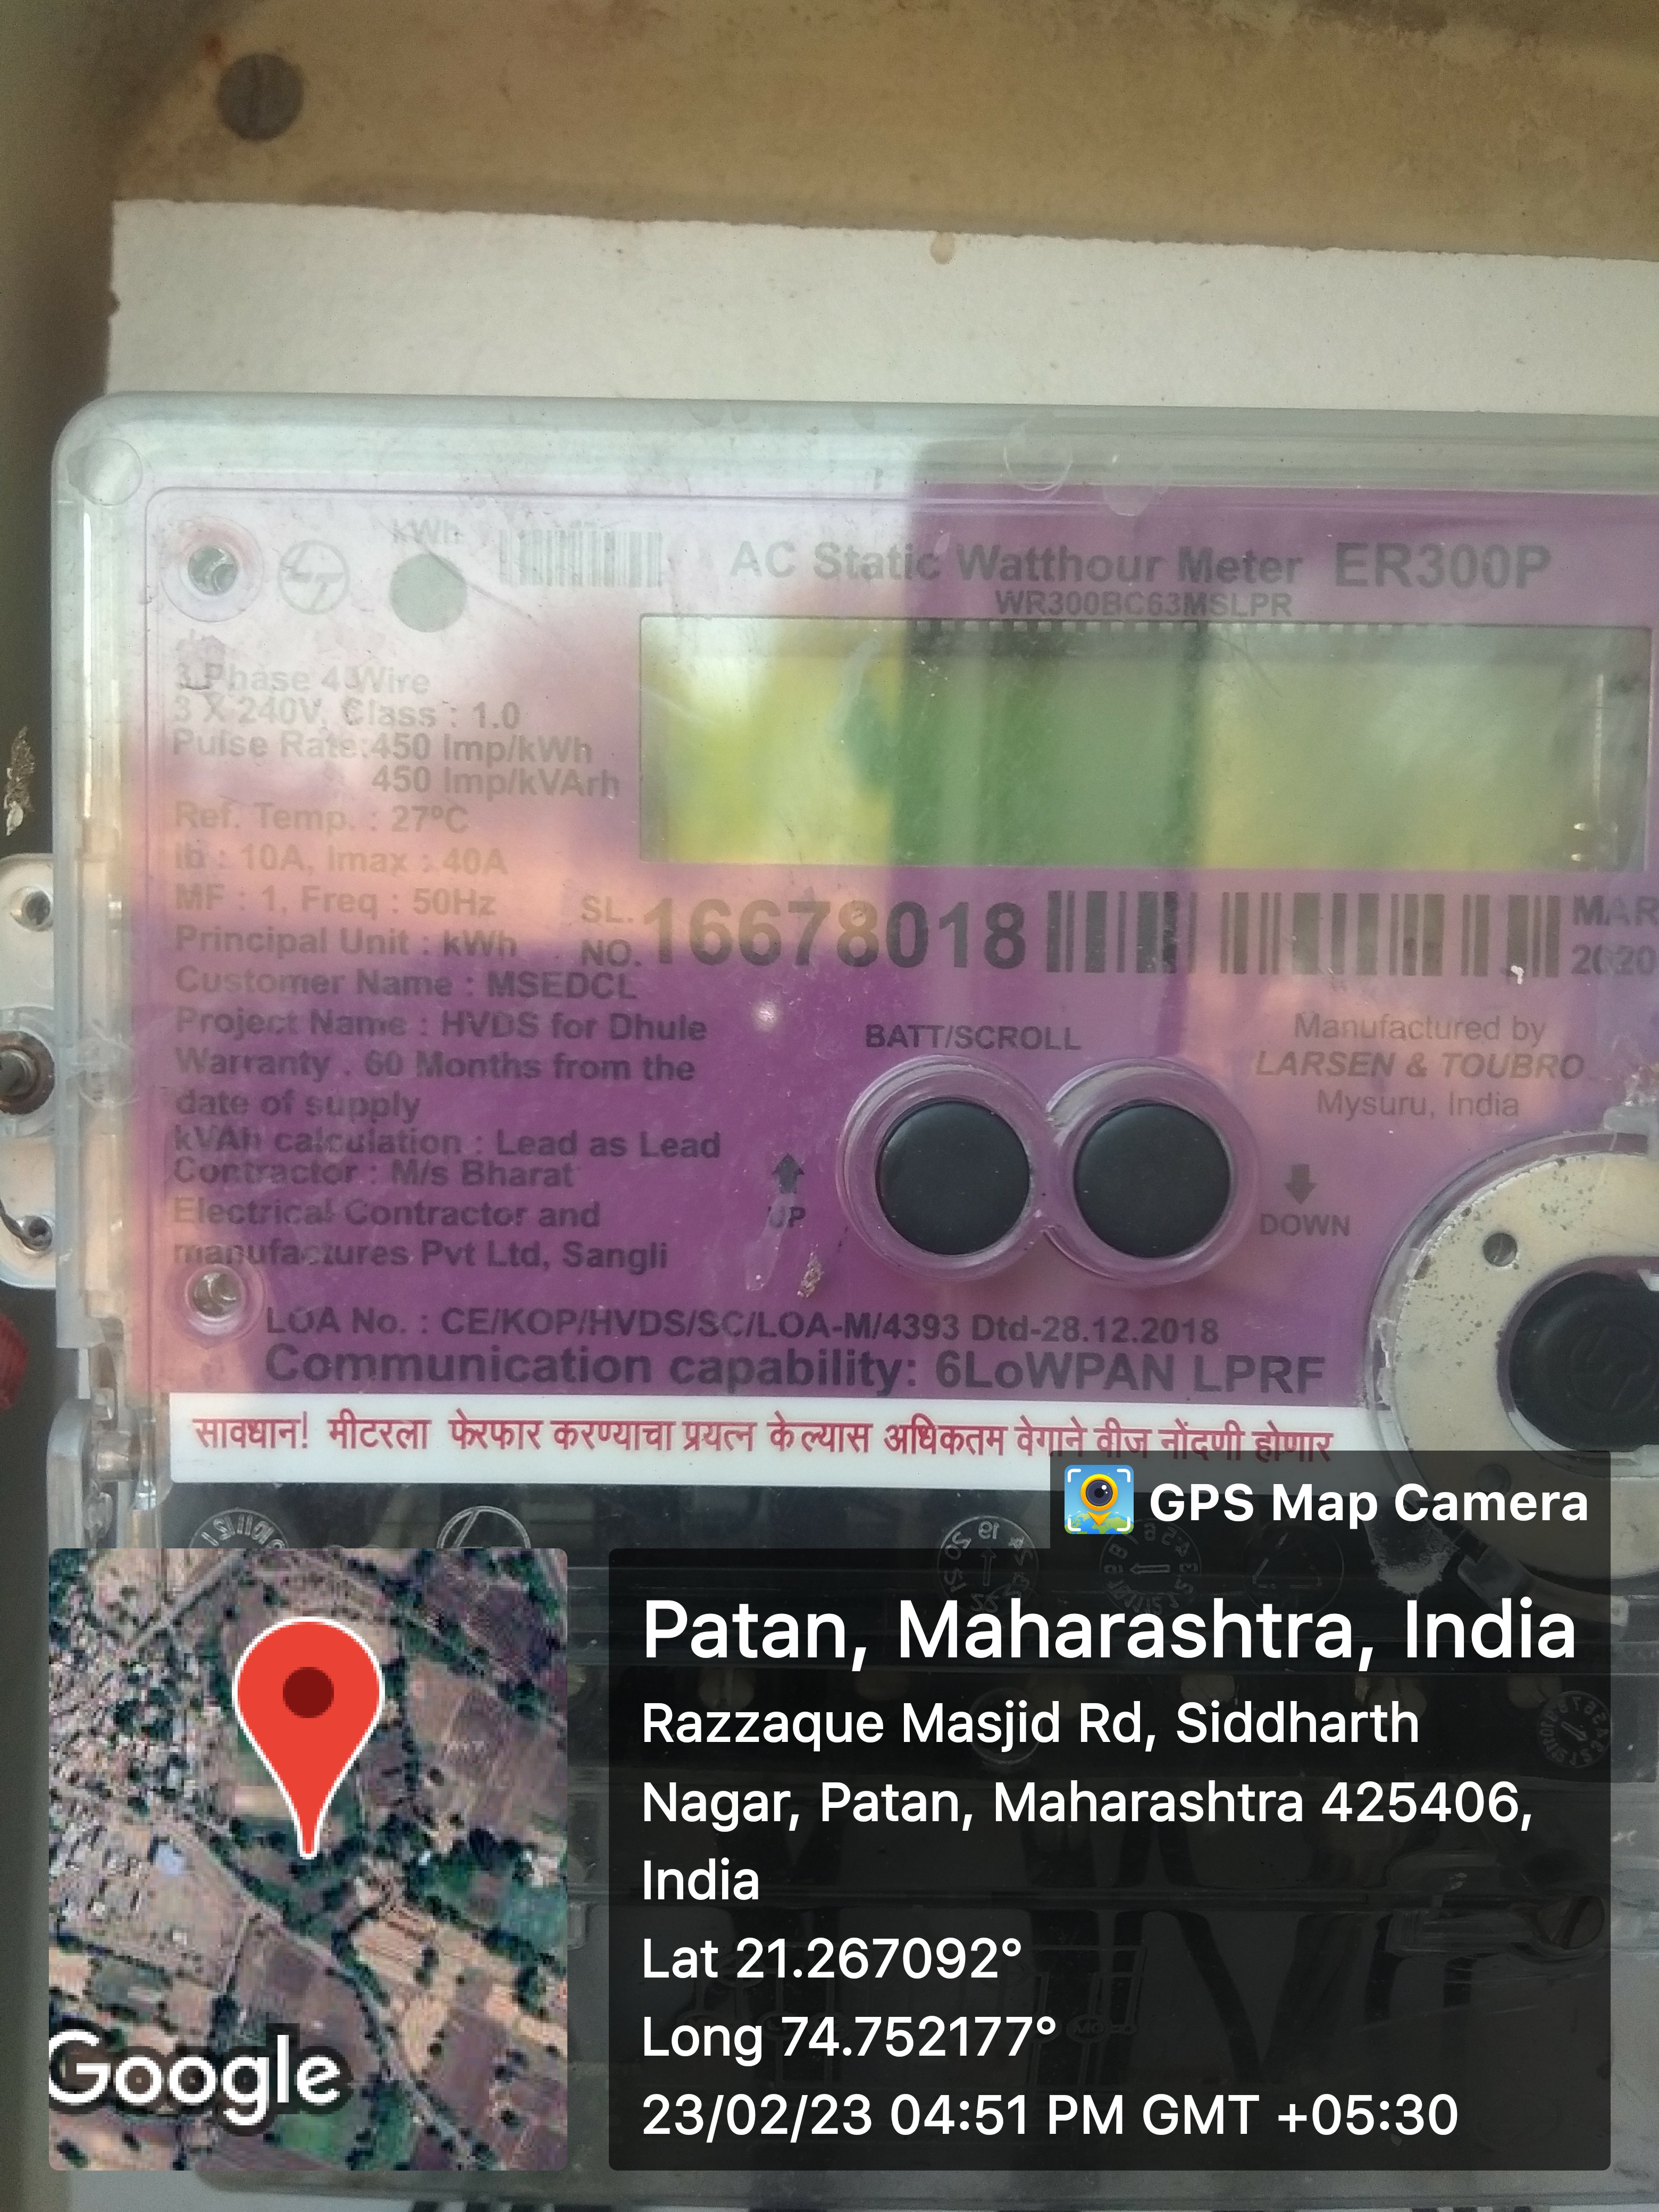 kWh
AC Static Watthour Meter ER300P
WR300BC63MSLPR
3 Phase 4 Wire
3 X 240V, Class : 1.0
Pulse Rate:450 Imp/kWh
450 Imp/kVArh
Ref. Temp. : 27ºC
Ib : 10A, Imax : 40A
MF : 1, Freq : 50Hz
Principal Unit : kWh
SL.
NO. 16678018
MAR
2020
Customer Name : MSEDCL
Project Name : HVDS for Dhule
Warranty . 60 Months from the
date of supply
kVAh calculation : Lead as Lead
Contractor : M/s Bharat
Electrical Contractor and
manufactures Pvt Ltd, Sangli
BATT/SCROLL
UP
DOWN
Manufactured by
LARSEN & TOUBRO
Mysuru, India
LOA No. : CE/KOP/HVDS/SC/LOA-M/4393 Dtd-28.12.2018
Communication capability: 6LoWPAN LPRF
सावधान! मीटरला फेरफार करण्याचा प्रयत्न केल्यास अधिकतम वेगाने वीज नोंदणी होणार
GPS Map Camera
Patan, Maharashtra, India
Razzaque Masjid Rd, Siddharth
Nagar, Patan, Maharashtra 425406,
India
Lat 21.267092°
Long 74.752177°
23/02/23 04:51 PM GMT +05:30
Google